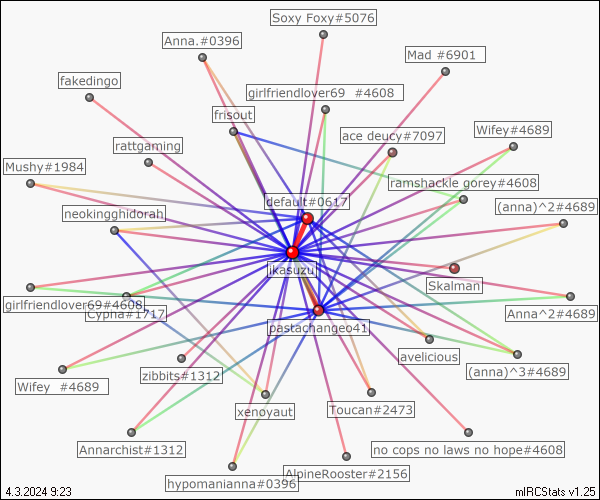 Soxy Foxy#5076
Anna.#0396
Mad #6901
fakedingo
girlfriendlover69 #4608
frisout
ace deucy#7097
Wifey#4689
rattgaming
Mushy#1984
ramshackle gorey#4608
default#0617
(anna)^2#4689
neokingghidorah
ikasuzu
Skalman
girlfriendlover69#4608
Cypha#1717
Anna^2#4689
pastachangeo41
avelicious
(anna)^3#4689
zibbits#1312
Wifey #4689
xenoyaut
Toucan#2473
Annarchist#1312
no cops no laws no hope#4608
AlpineRooster#2156
hypomanianna#0396
4.3.2024 9:23
mIRCStats v1.25